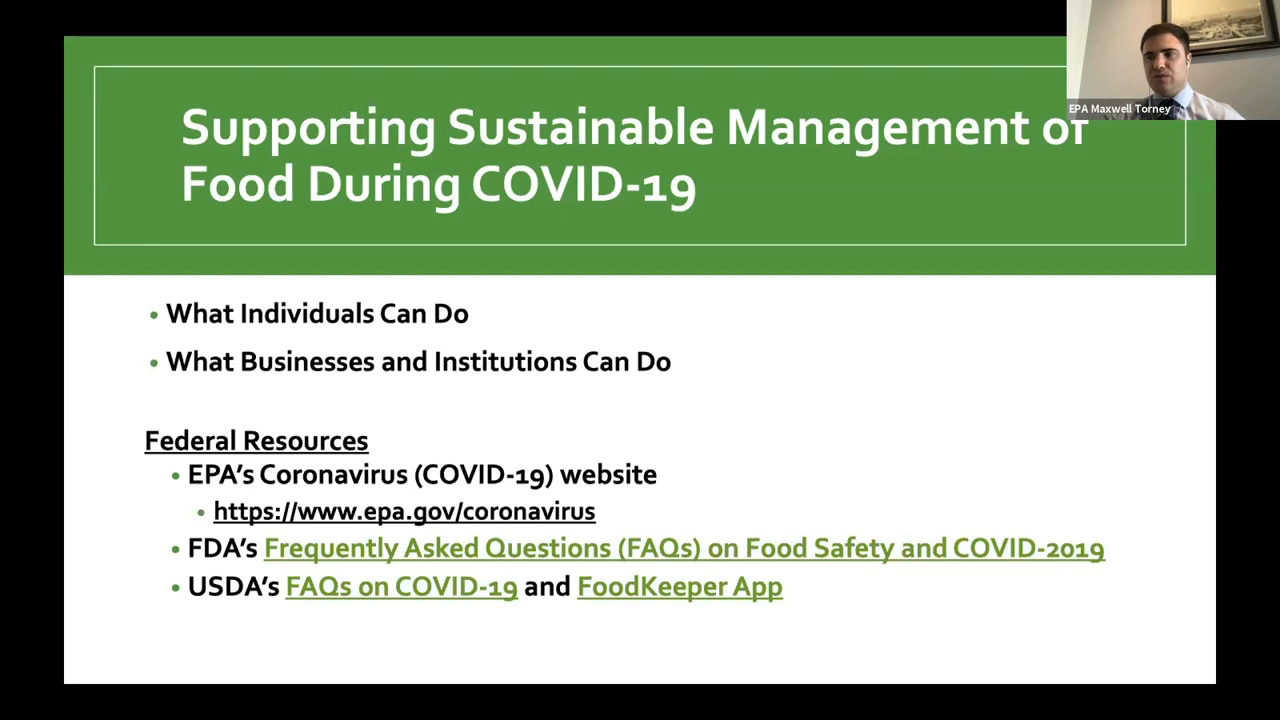 EPA Maxwell Torney
Supporting Sustainable Management of
Food During COVID-19
• What Individuals Can Do
• What Businesses and Institutions Can Do
Federal Resources
• EPA's Coronavirus (COVID-19) website
• https://www.epa.gov/coronavirus
• FDA's Frequently Asked Questions (FAQs) on Food Safety and COVID-2019
• USDA's FAQs on COVID-19 and FoodKeeper App